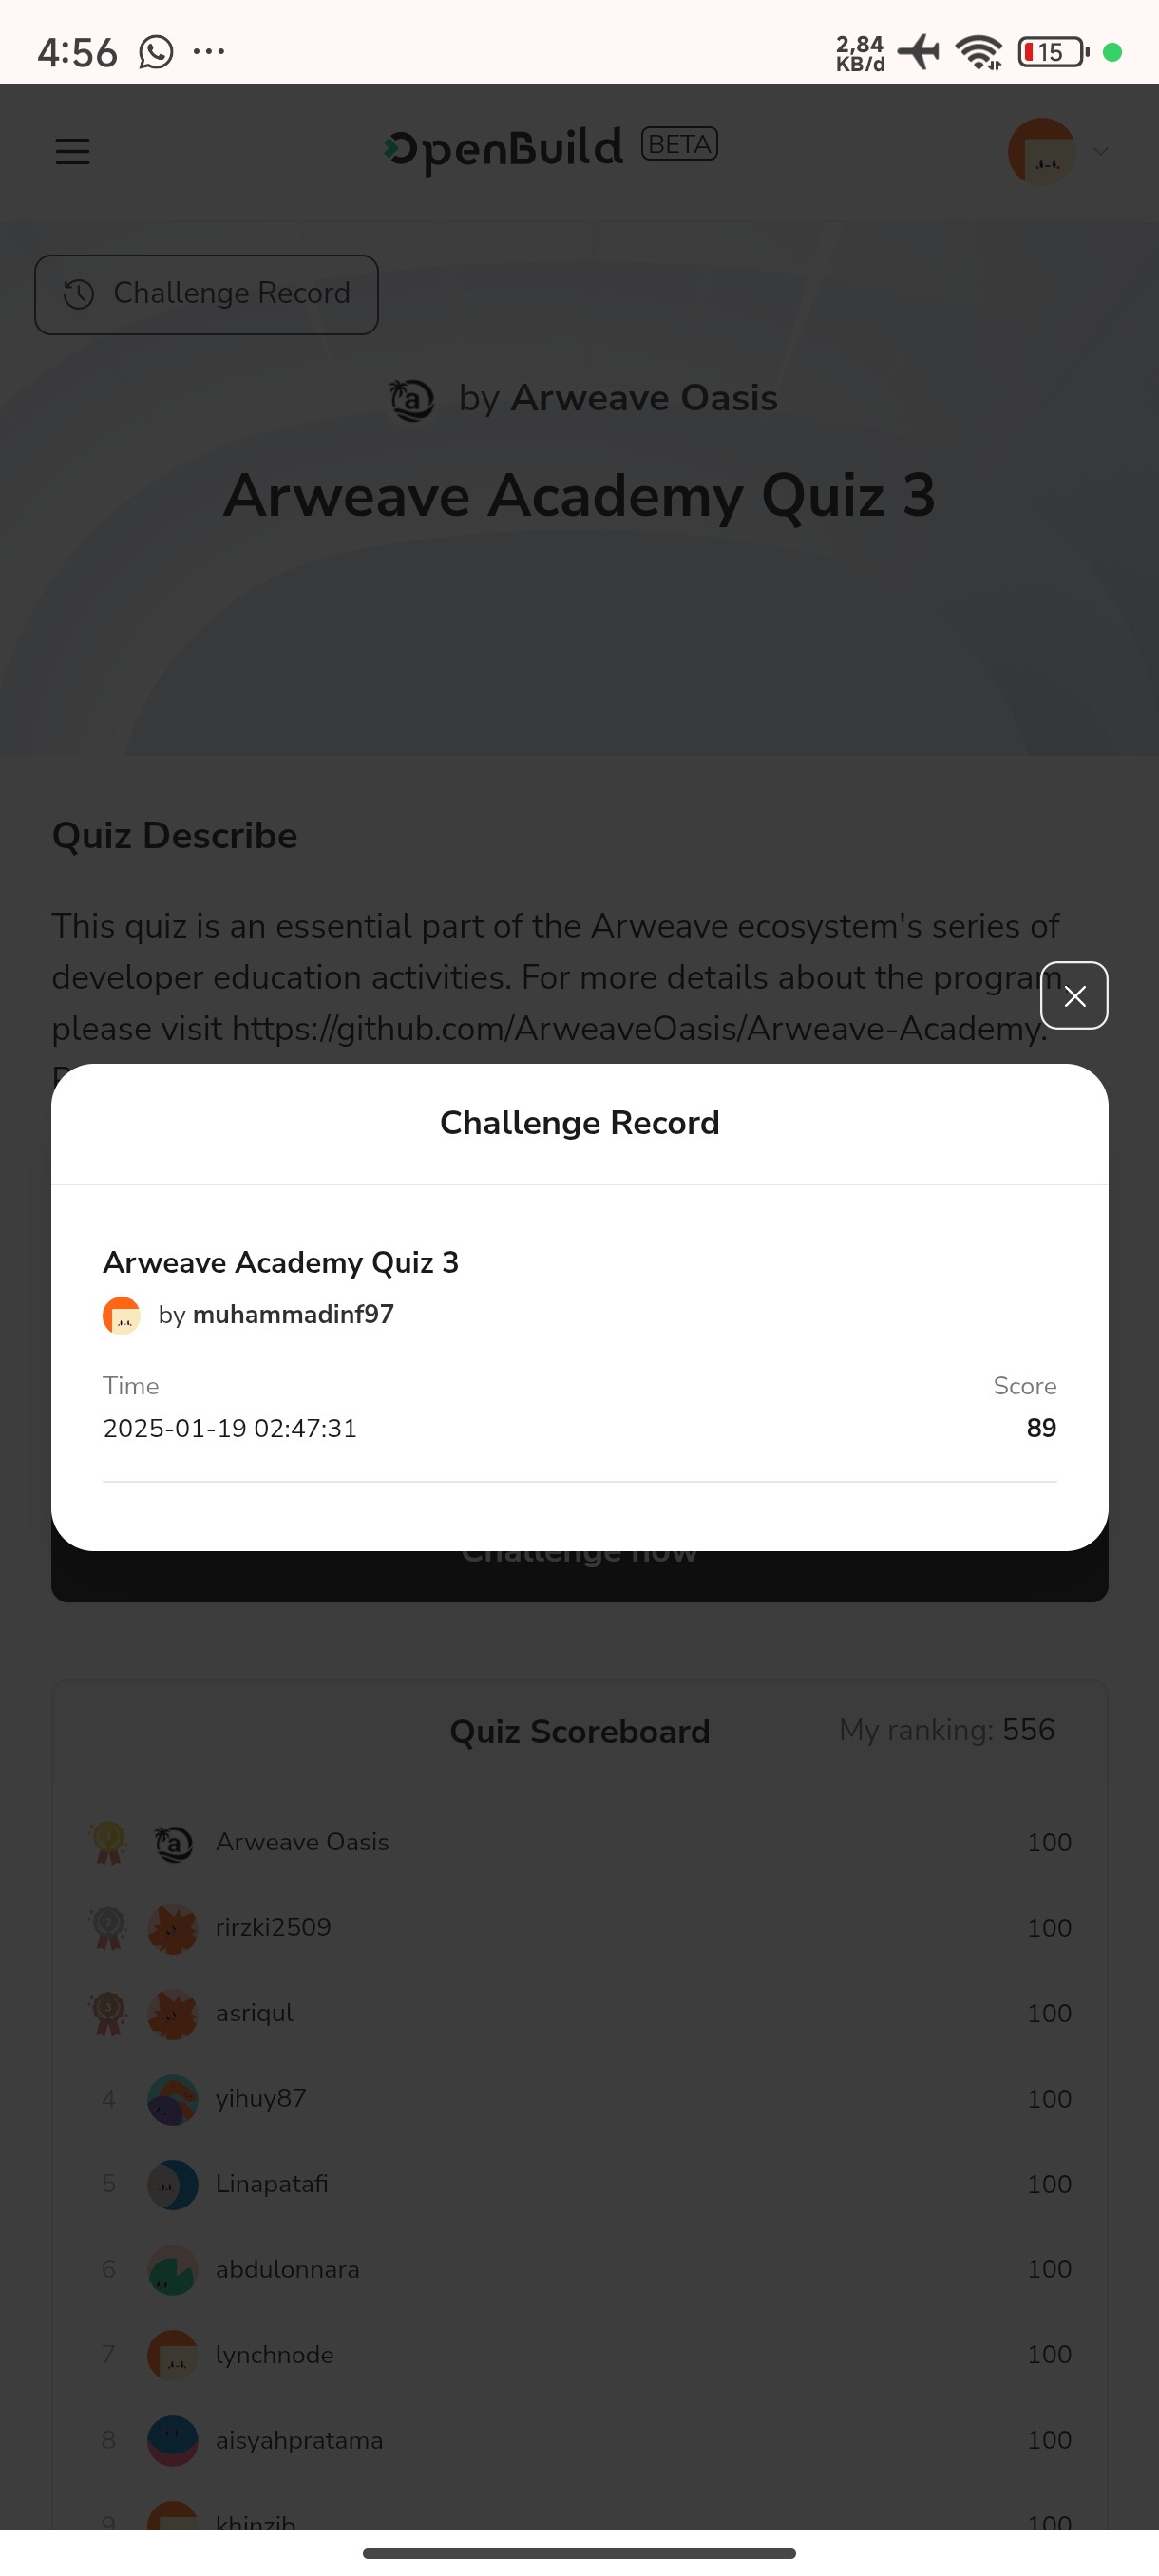 4:56
2,84
KB/d
15
OpenBuild BETA
Challenge Record
by Arweave Oasis
Arweave Academy Quiz 3
Quiz Describe
This quiz is an essential part of the Arweave ecosystem's series of
developer education activities. For more details about the program
please visit https://github.com/ArweaveOasis/Arweave-Academy.
Challenge Record
Arweave Academy Quiz 3
by muhammadinf97
Time Score
2025-01-19 02:47:31 89
Challenge now
Quiz Scoreboard My ranking: 556
1 Arweave Oasis 100
2 rirzki2509 100
3 asriqul 100
4 yihuy87 100
5 Linapatafi 100
6 abdulonnara 100
7 lynchnode 100
8 aisyahpratama 100
9 khinzib 100